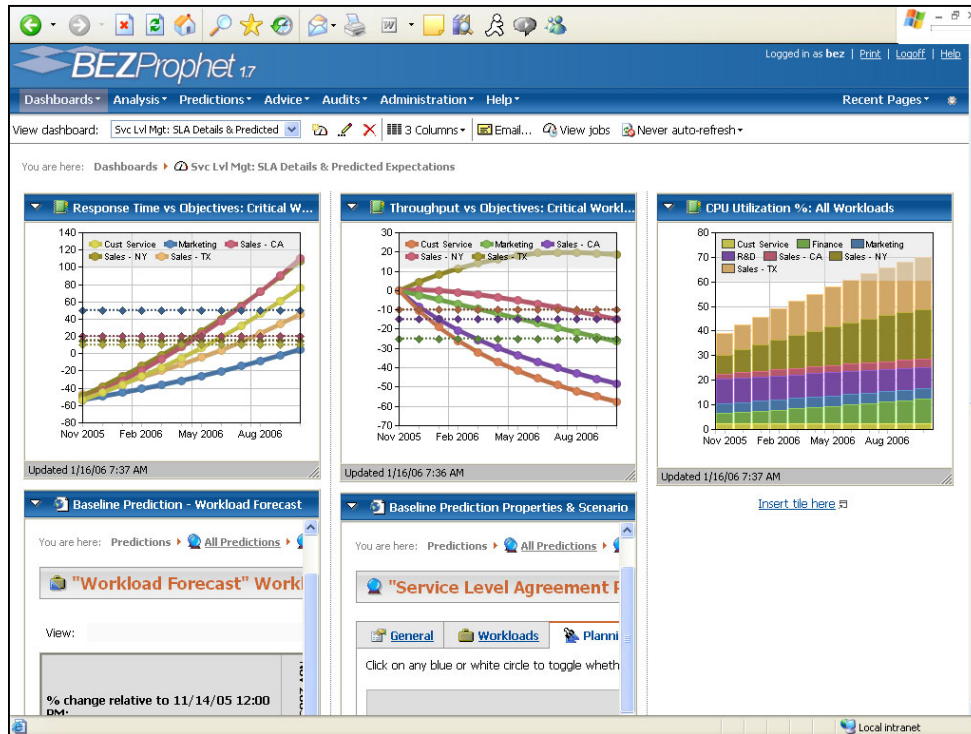 Logged in as bez | Print | Logoff | Help
BEZProphet 1.7
Dashboards Analysis Predictions Advice Audits Administration Help Recent Pages
View dashboard: Svc Lvl Mgt: SLA Details & Predicted 3 Columns Email... View jobs Never auto-refresh
You are here: Dashboards Svc Lvl Mgt: SLA Details & Predicted Expectations
Response Time vs Objectives: Critical W...
140
120
100
80
60
40
20
0
-20
-40
-60
-80
Cust Service Marketing Sales - CA
Sales - NY Sales - TX
Nov 2005 Feb 2006 May 2006 Aug 2006
Updated 1/16/06 7:37 AM
Throughput vs Objectives: Critical Workl...
30
20
10
0
-10
-20
-30
-40
-50
-60
-70
Cust Service Marketing Sales - CA
Sales - NY Sales - TX
Nov 2005 Feb 2006 May 2006 Aug 2006
Updated 1/16/06 7:36 AM
CPU Utilization %: All Workloads
80
70
60
50
40
30
20
10
0
Cust Service Finance Marketing
R&D Sales - CA Sales - NY
Sales - TX
Nov 2005 Feb 2006 May 2006 Aug 2006
Updated 1/16/06 7:37 AM
Insert tile here
Baseline Prediction - Workload Forecast
You are here: Predictions All Predictions
"Workload Forecast" Work
View:
% change relative to 11/14/05 12:00
PM:
Baseline Prediction Properties & Scenario
You are here: Predictions All Predictions
"Service Level Agreement
General Workloads Planni
Click on any blue or white circle to toggle wheth
Local intranet